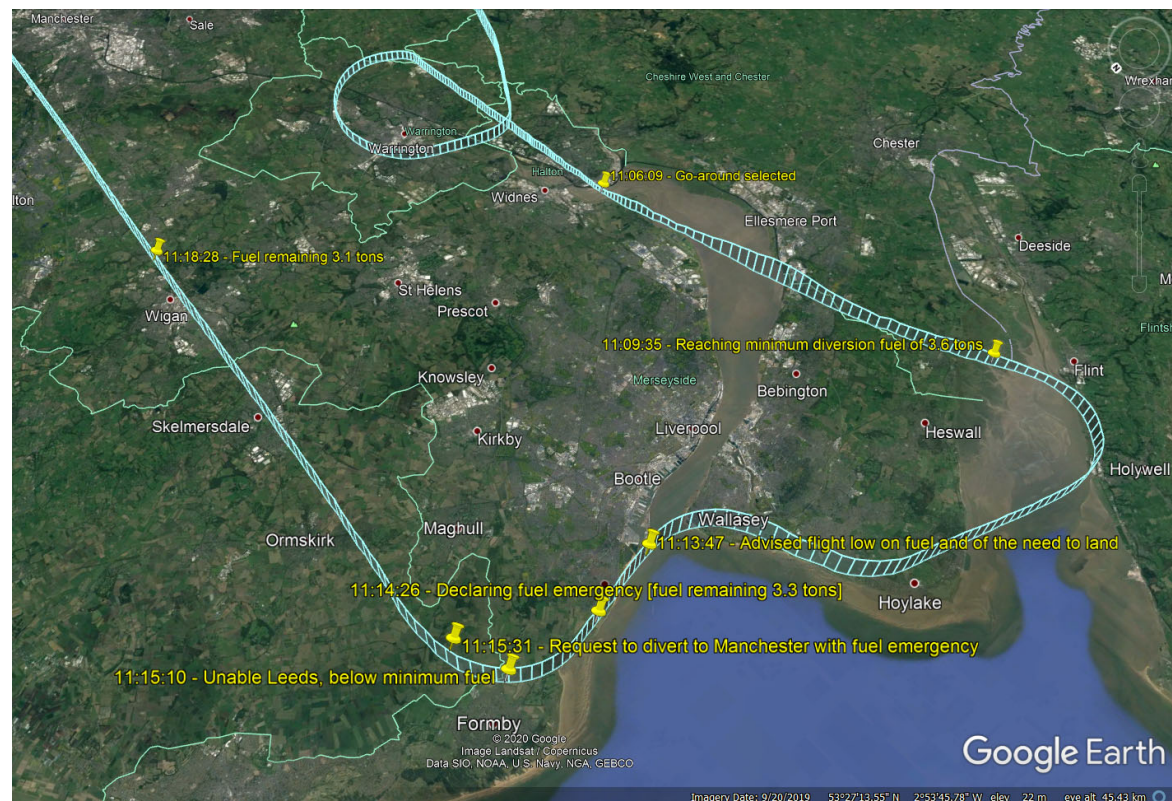 Manchester
Sale
Cheshire West and Chester
Wrexha
Warrington
Warrington
Chester
Halton
11:06:09 - Go-around selected
Widnes
lton
Ellesmere Port
Deeside
11:18:28 - Fuel remaining 3.1 tons
M
St Helens
Prescot
Wigan
Flintsh
11:09:35 - Reaching minimum diversion fuel of 3.6 tons
Flint
Knowsley
Merseyside
Bebington
Skelmersdale
Kirkby
Liverpool
Heswall
Bootle
Holywell
Maghull
Wallasey
Ormskirk
11:13:47 - Advised flight low on fuel and of the need to land
11:14:26 - Declaring fuel emergency [fuel remaining 3.3 tons]
Hoylake
11:15:31 - Request to divert to Manchester with fuel emergency
11:15:10 - Unable Leeds, below minimum fuel
Formby
© 2020 Google
Image Landsat / Copernicus
Data SIO, NOAA, U.S. Navy, NGA, GEBCO
Google Earth
Imagery Date: 9/20/2019 53°27'13.55" N 2°53'45.78" W elev 22 m eye alt 45.43 km
N